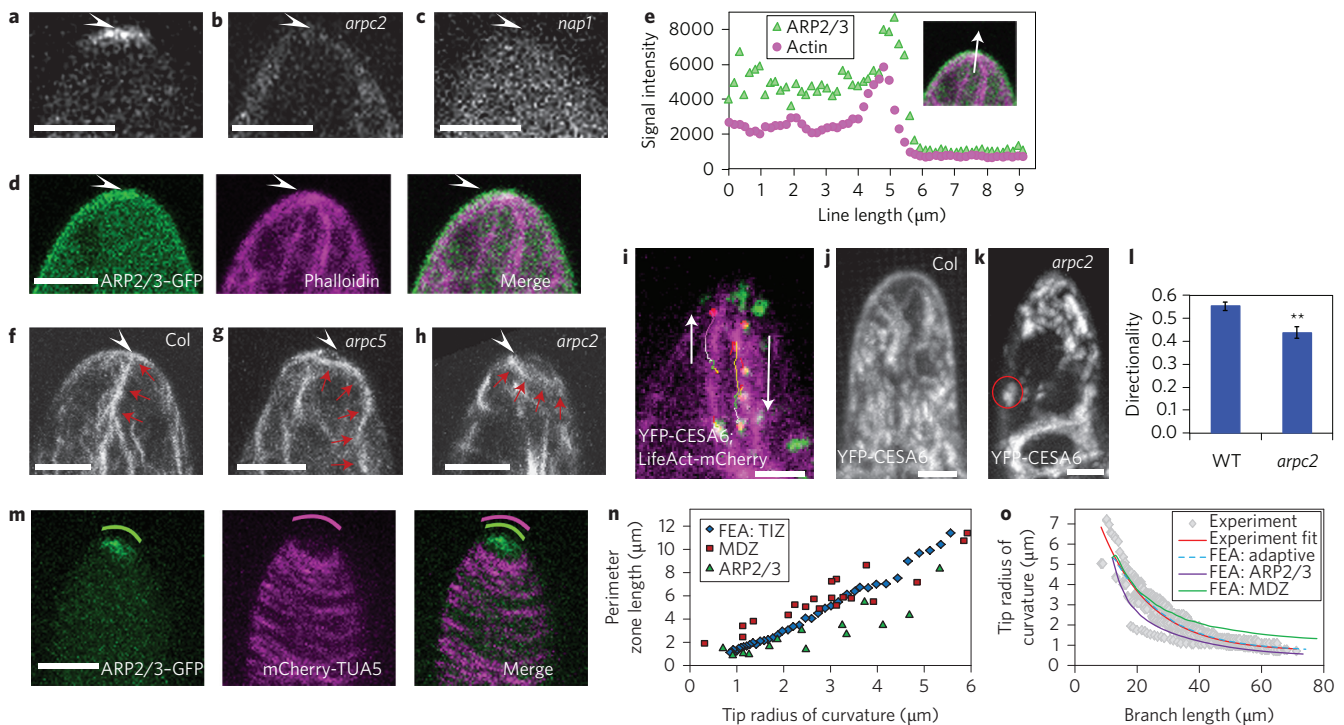 a
b
arpc2
c
nap1
d
ARP2/3–GFP
Phalloidin
Merge
e
ARP2/3
Actin
Signal intensity
8000
6000
4000
2000
0
0 1 2 3 4 5 6 7 8 9
Line length (μm)
f
Col
g
arpc5
h
arpc2
i
YFP-CESA6;
LifeAct-mCherry
j
Col
YFP-CESA6
k
arpc2
YFP-CESA6
l
Directionality
0.6
0.5
0.4
0.3
0.2
0.1
0.0
**
WT
arpc2
m
ARP2/3-GFP
mCherry-TUA5
Merge
n
FEA: TIZ
MDZ
ARP2/3
Perimeter
zone length (μm)
12
10
8
6
4
2
0
0 1 2 3 4 5 6
Tip radius of curvature (μm)
o
Experiment
Experiment fit
FEA: adaptive
FEA: ARP2/3
FEA: MDZ
Tip radius of
curvature (μm)
7
6
5
4
3
2
1
0
0 20 40 60 80
Branch length (μm)